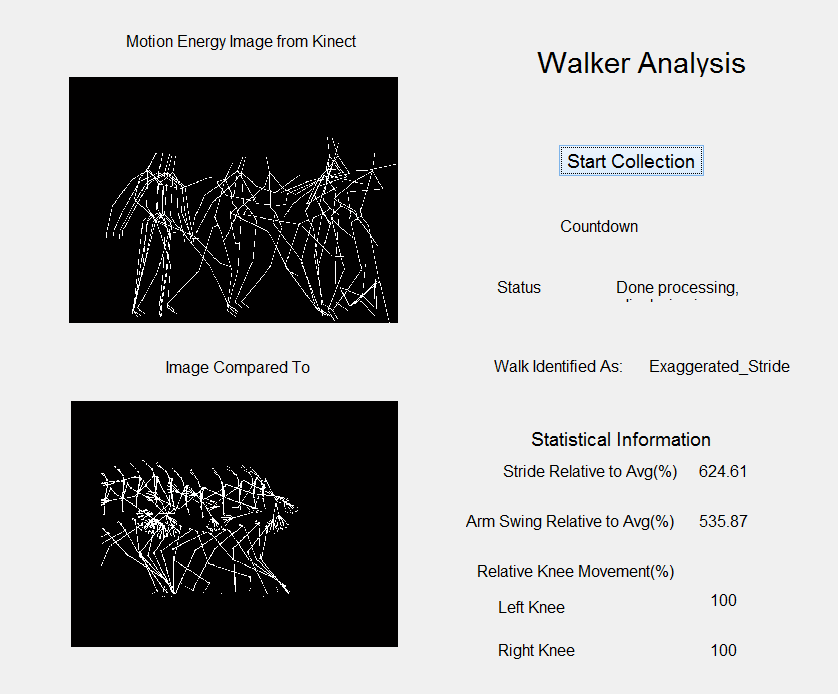 Motion Energy Image from Kinect
Walker Analysis
Start Collection
Countdown
Status
Done processing,
Image Compared To
Walk Identified As:
Exaggerated_Stride
Statistical Information
Stride Relative to Avg(%)
624.61
Arm Swing Relative to Avg(%)
535.87
Relative Knee Movement(%)
Left Knee
100
Right Knee
100